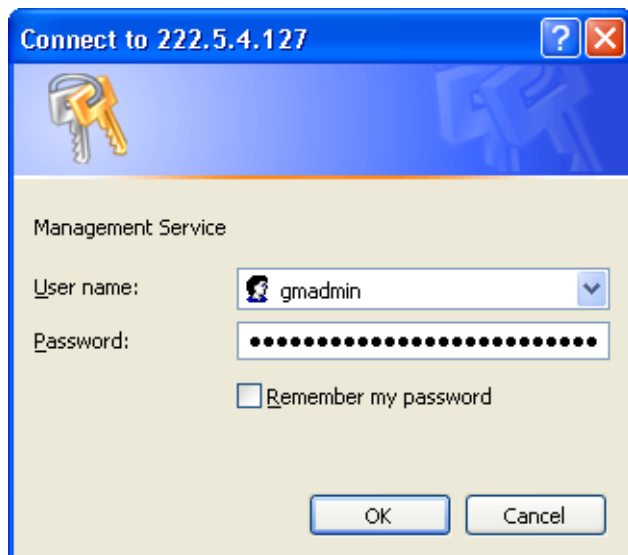 Connect to 222.5.4.127
Management Service
User name:
gmadmin
Password:
●●●●●●●●●●●●●●●●●●●●●●●●●●
Remember my password
OK
Cancel